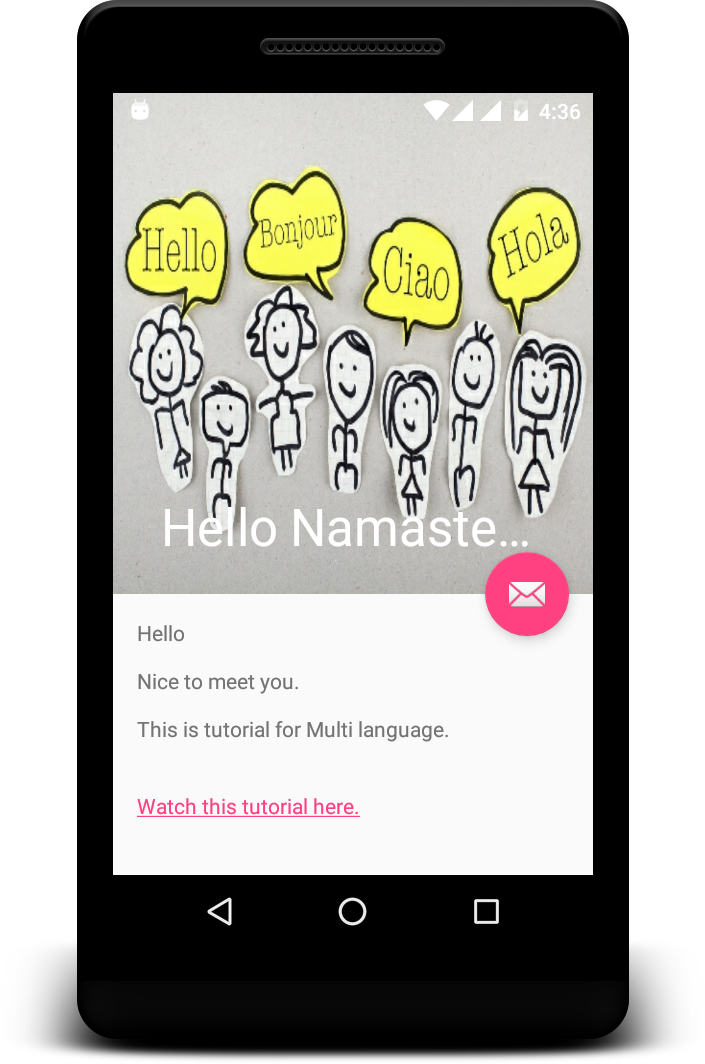 4:36
Hello
Bonjour
Ciao
Hola
Hello Namaste...
Hello
Nice to meet you.
This is tutorial for Multi language.
Watch this tutorial here.